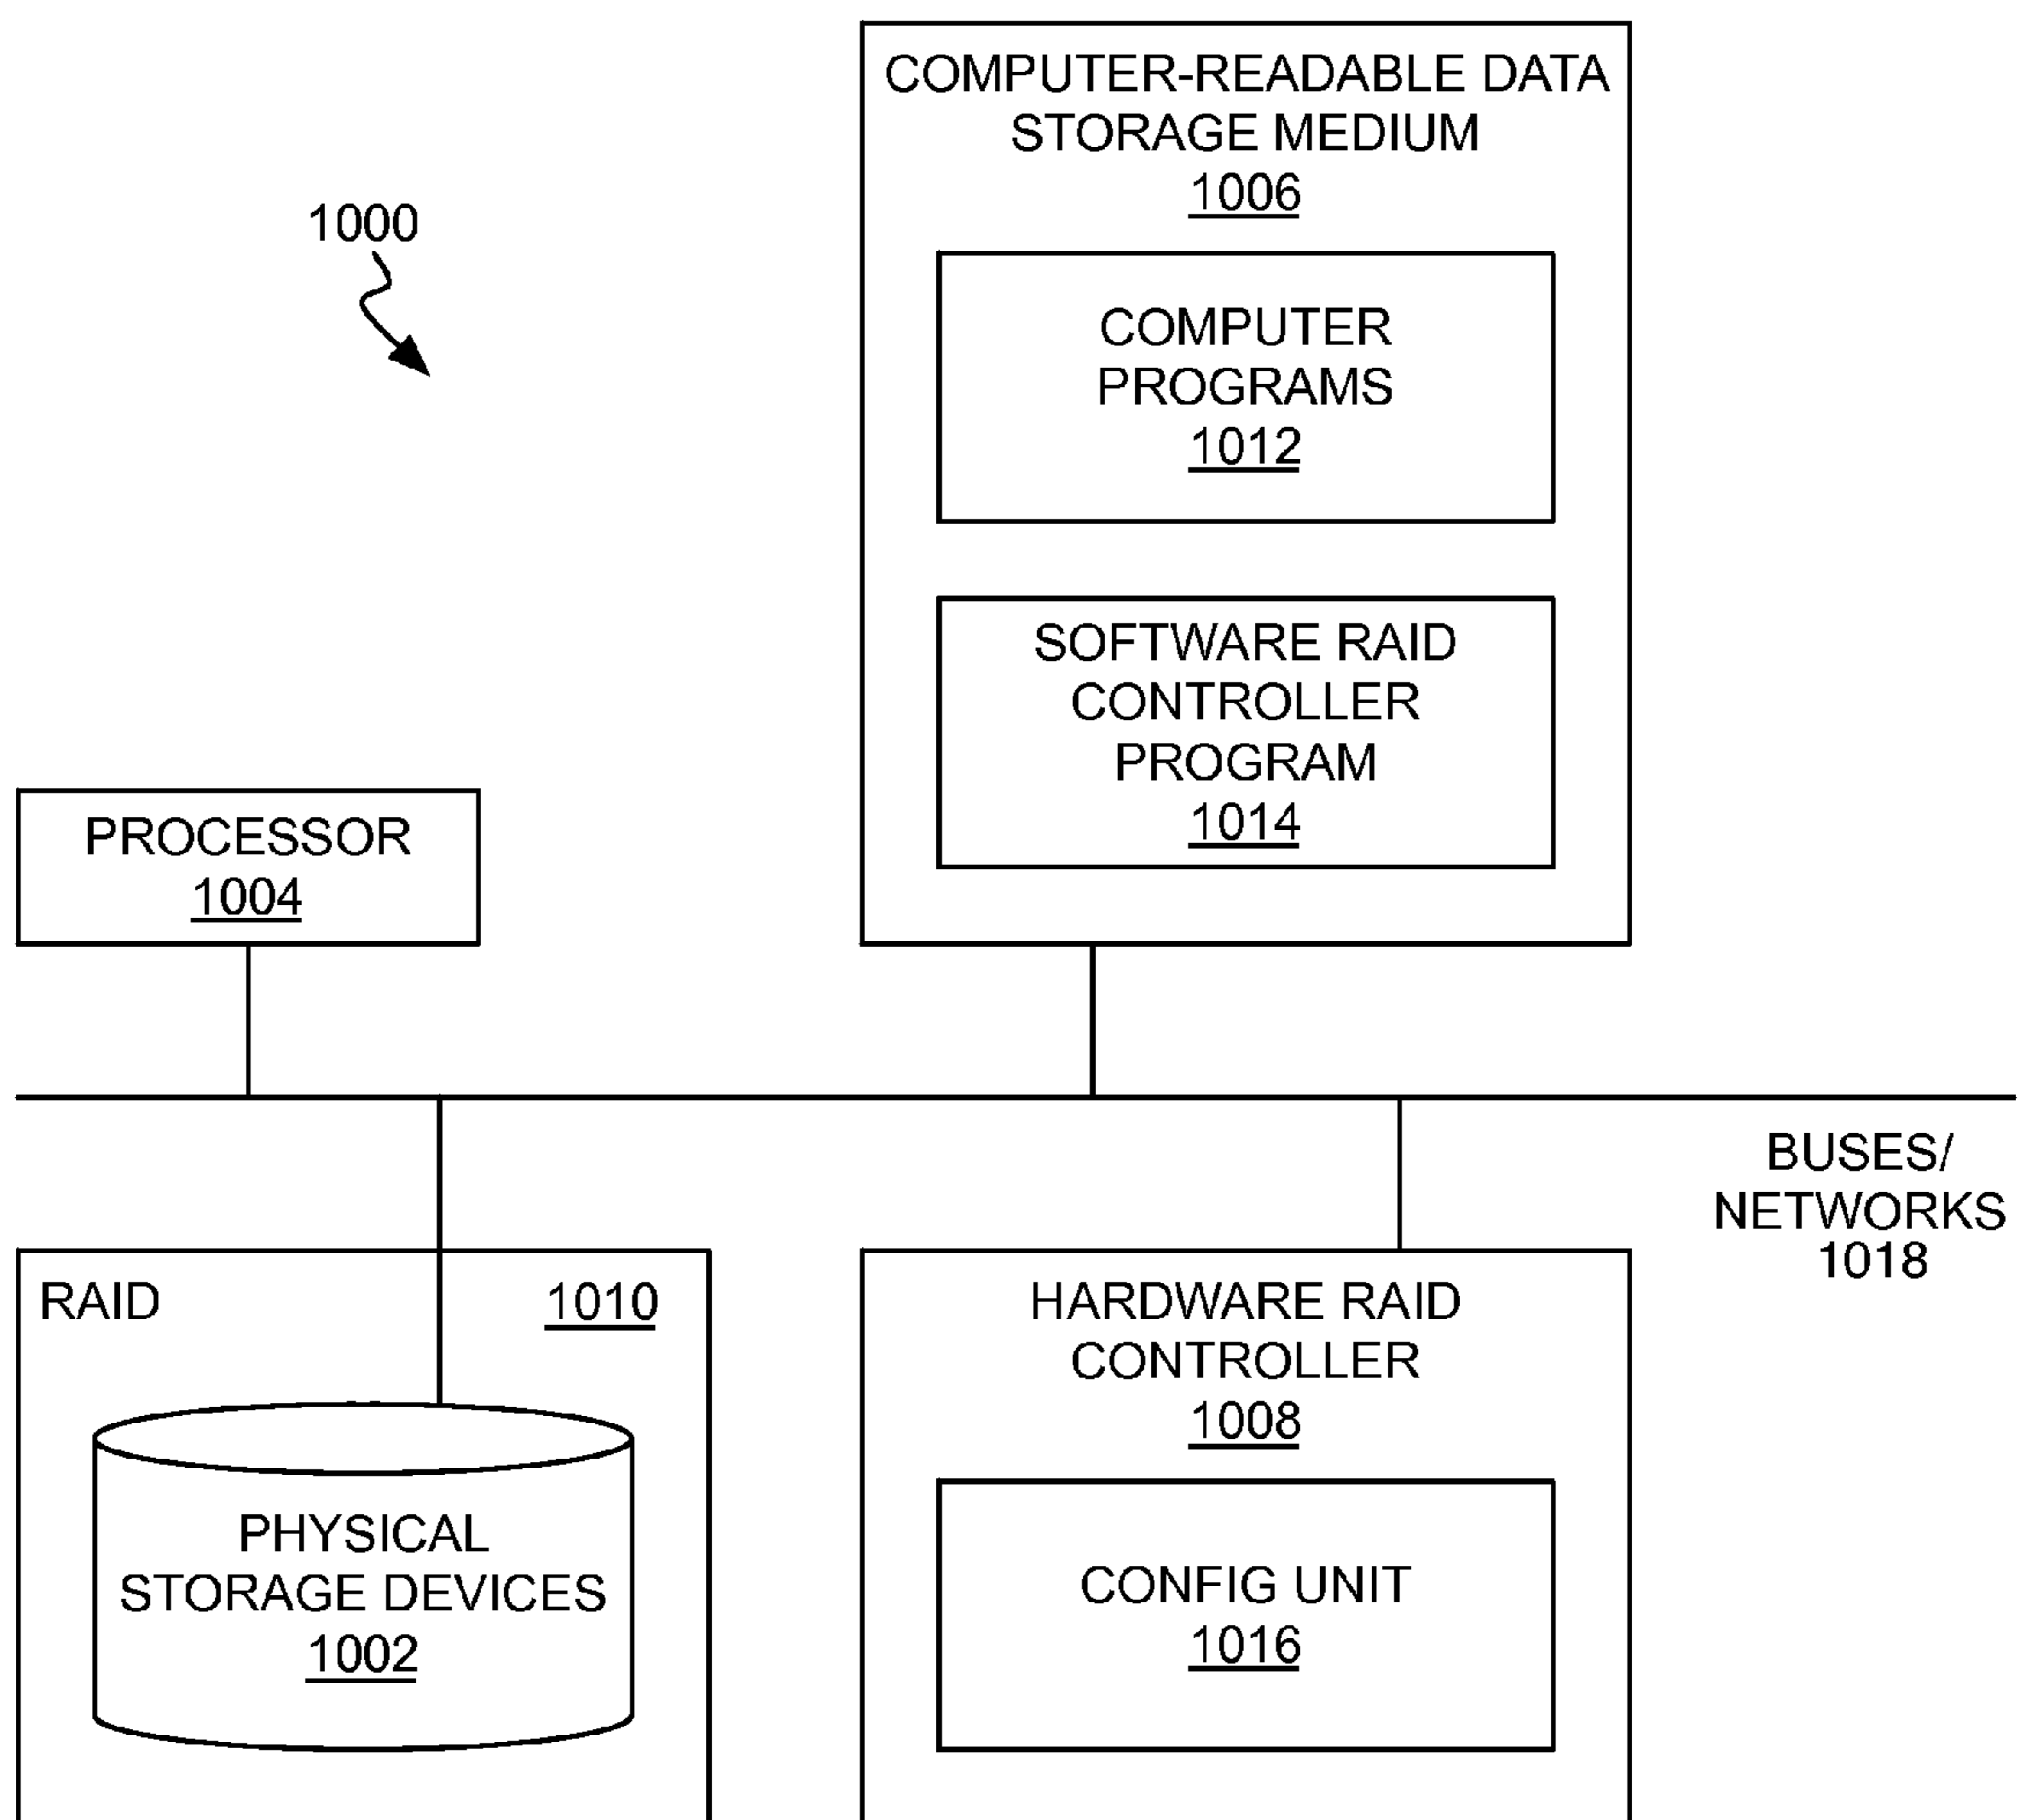 COMPUTER-READABLE DATA
STORAGE MEDIUM
1006
1000
COMPUTER
PROGRAMS
1012
SOFTWARE RAID
CONTROLLER
PROGRAM
1014
PROCESSOR
1004
BUSES/
NETWORKS
1018
RAID
1010
PHYSICAL
STORAGE DEVICES
1002
HARDWARE RAID
CONTROLLER
1008
CONFIG UNIT
1016